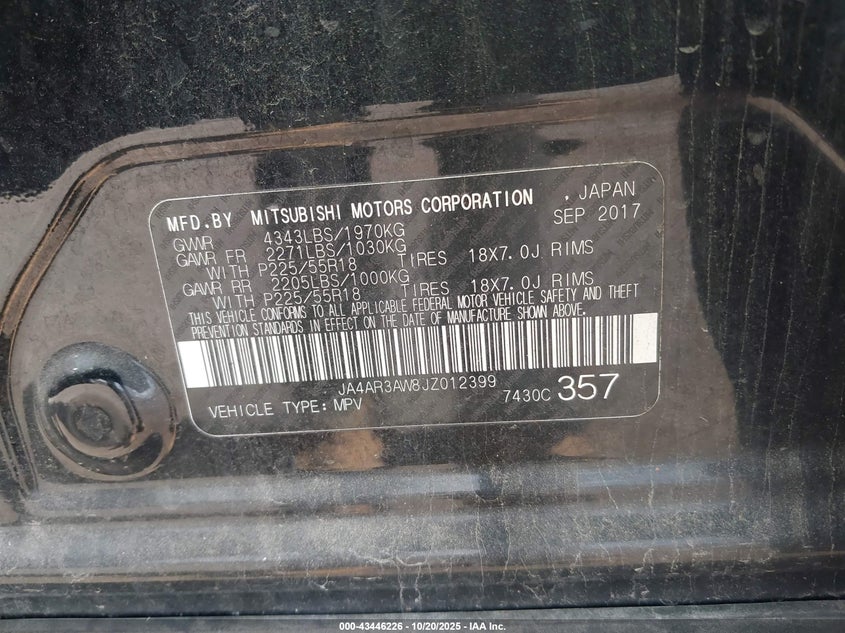 MFD.BY MITSUBISHI MOTORS CORPORATION , JAPAN
SEP 2017
GVWR 4343LBS/1970KG
GAWR FR 2271LBS/1030KG
WITH P225/55R18 TIRES 18X7.0J RIMS
GAWR RR 2205LBS/1000KG
WITH P225/55R18 TIRES 18X7.0J RIMS
THIS VEHICLE CONFORMS TO ALL APPLICABLE FEDERAL MOTOR VEHICLE SAFETY AND THEFT
PREVENTION STANDARDS IN EFFECT ON THE DATE OF MANUFACTURE SHOWN ABOVE.
JA4AR3AW8JZ012399
VEHICLE TYPE: MPV 7430C 357
000-43446226 - 10/20/2025 - IAA Inc.